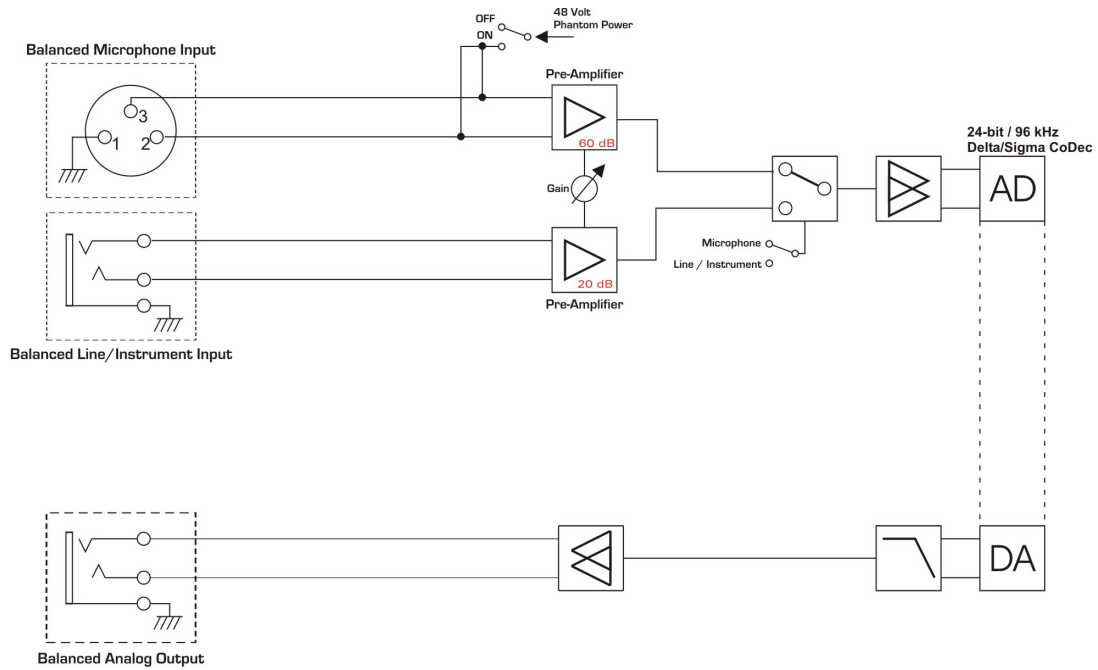 48 Volt
Phantom Power
OFF
ON
Balanced Microphone Input
3
1
2
Pre-Amplifier
60 dB
24-bit / 96 kHz
Delta/Sigma CoDec
AD
Gain
20 dB
Pre-Amplifier
Microphone
Line / Instrument
Balanced Line/Instrument Input
DA
Balanced Analog Output